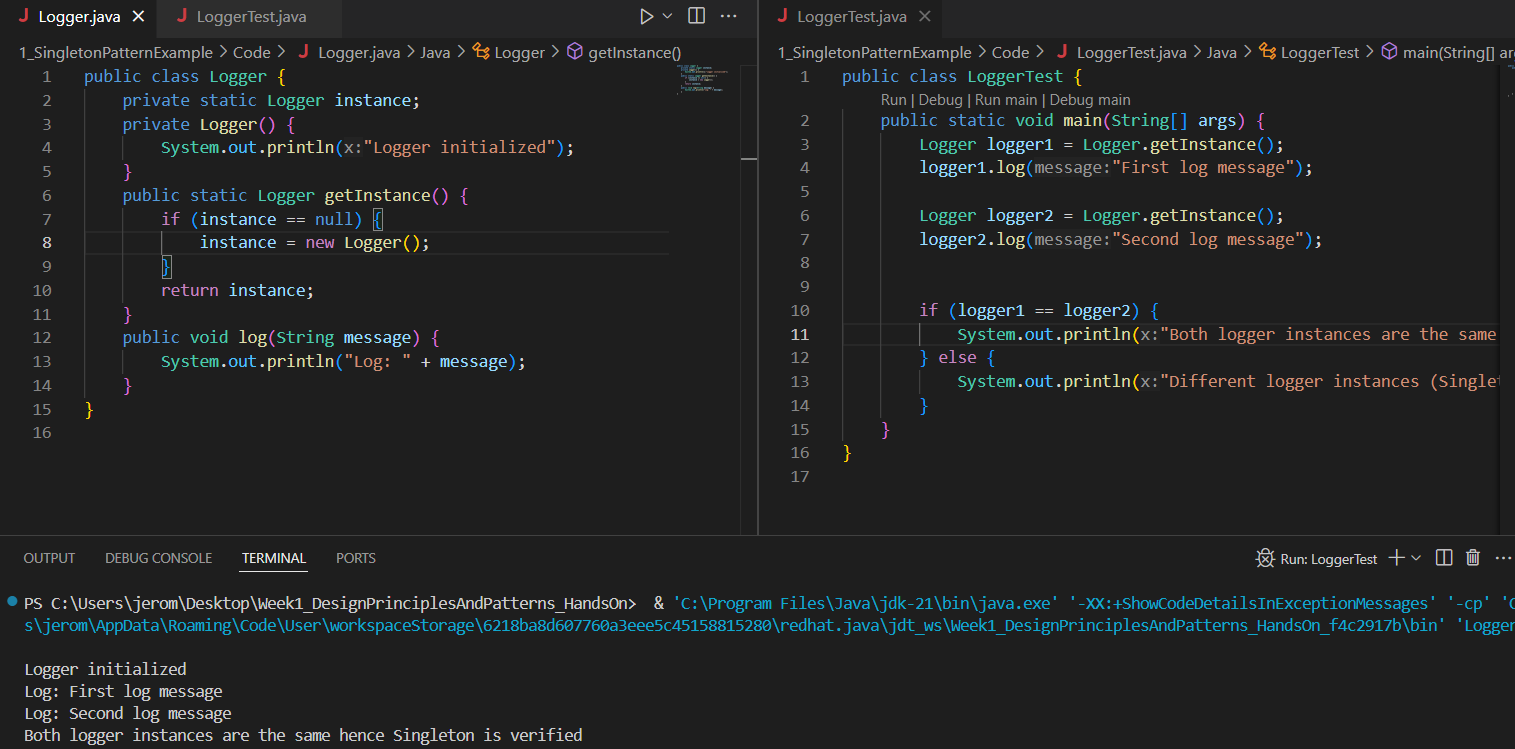 J Logger.java ×
J LoggerTest.java
1_SingletonPatternExample > Code > J Logger.java > Java > Logger > getInstance()
1 public class Logger {
2 private static Logger instance;
3 private Logger() {
4 System.out.println(x:"Logger initialized");
5 }
6 public static Logger getInstance() {
7 if (instance == null) {
8 instance = new Logger();
9 }
10 return instance;
11 }
12 public void log(String message) {
13 System.out.println("Log: " + message);
14 }
15 }
16
J LoggerTest.java ×
1_SingletonPatternExample > Code > J LoggerTest.java > Java > LoggerTest > main(String[] ar
1 public class LoggerTest {
Run | Debug | Run main | Debug main
2 public static void main(String[] args) {
3 Logger logger1 = Logger.getInstance();
4 logger1.log(message:"First log message");
5
6 Logger logger2 = Logger.getInstance();
7 logger2.log(message:"Second log message");
8
9
10 if (logger1 == logger2) {
11 System.out.println(x:"Both logger instances are the same
12 } else {
13 System.out.println(x:"Different logger instances (Singlet
14 }
15 }
16 }
17
OUTPUT DEBUG CONSOLE TERMINAL PORTS
Run: LoggerTest
PS C:\Users\jerom\Desktop\Week1_DesignPrinciplesAndPatterns_HandsOn> & 'C:\Program Files\Java\jdk-21\bin\java.exe' '-XX:+ShowCodeDetailsInExceptionMessages' '-cp' 'C
s\jerom\AppData\Roaming\Code\User\workspaceStorage\6218ba8d607760a3eee5c45158815280\redhat.java\jdt_ws\Week1_DesignPrinciplesAndPatterns_HandsOn_f4c2917b\bin' 'Logger
Logger initialized
Log: First log message
Log: Second log message
Both logger instances are the same hence Singleton is verified